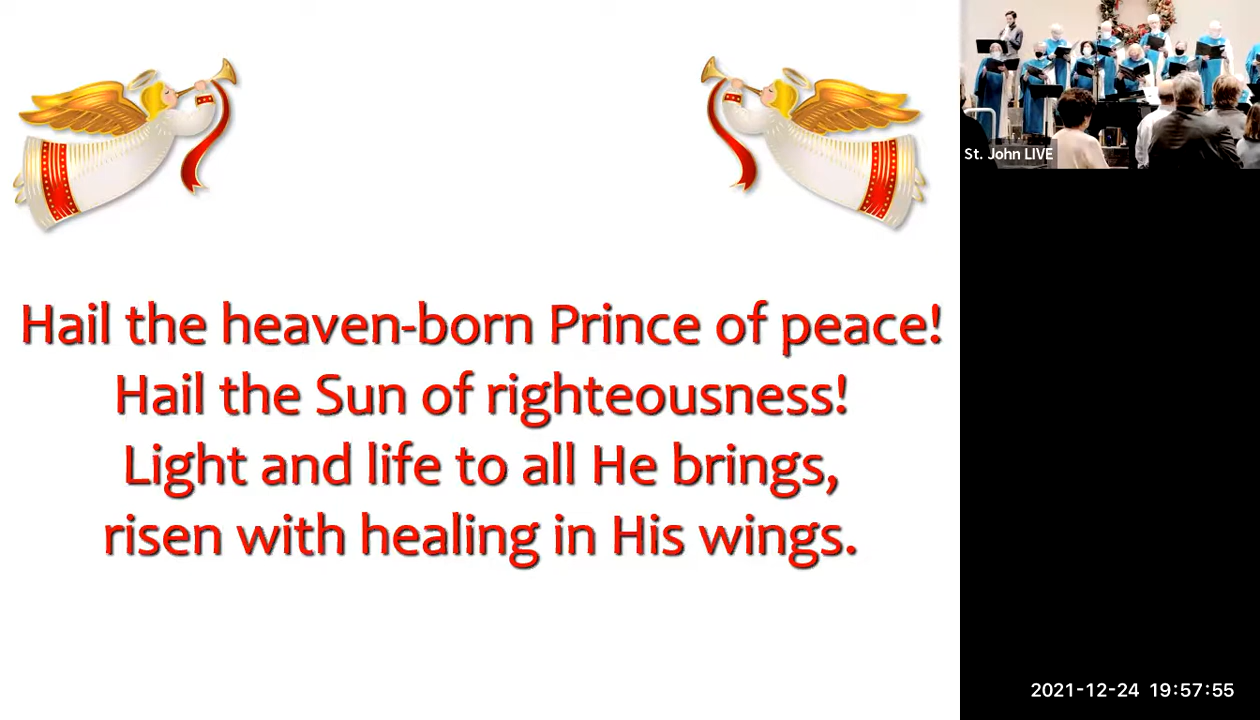 Hail the heaven-born Prince of peace!
Hail the Sun of righteousness!
Light and life to all He brings,
risen with healing in His wings.
St. John LIVE
2021-12-24 19:57:55